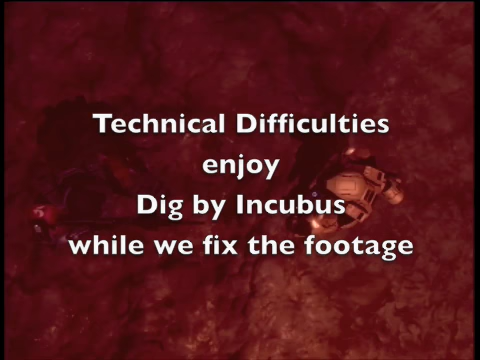 Technical Difficulties
enjoy
Dig by Incubus
while we fix the footage